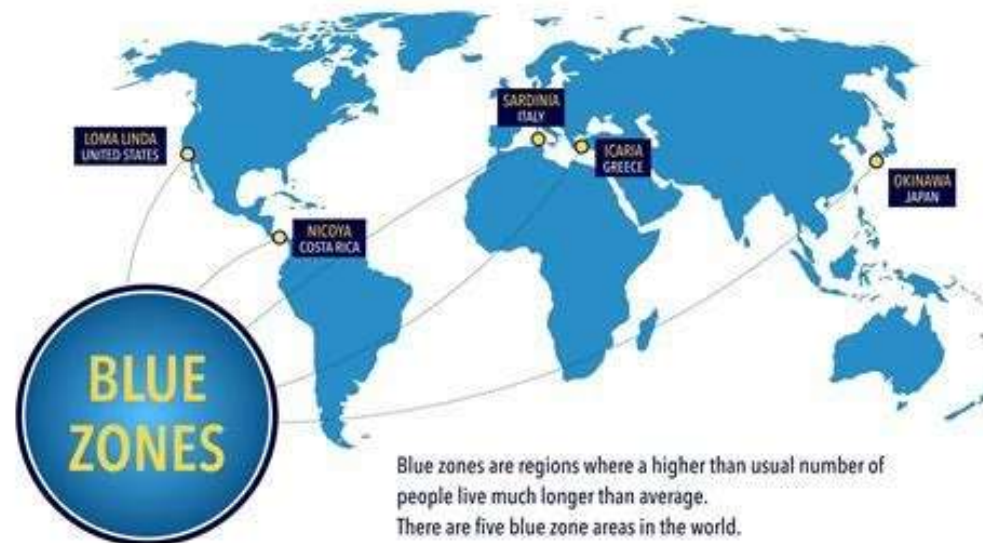 SARDINIA
ITALY
LOMA LINDA
UNITED STATES
ICARIA
GREECE
OKINAWA
JAPAN
NICOYA
COSTA RICA
BLUE
ZONES
Blue zones are regions where a higher than usual number of
people live much longer than average.
There are five blue zone areas in the world.